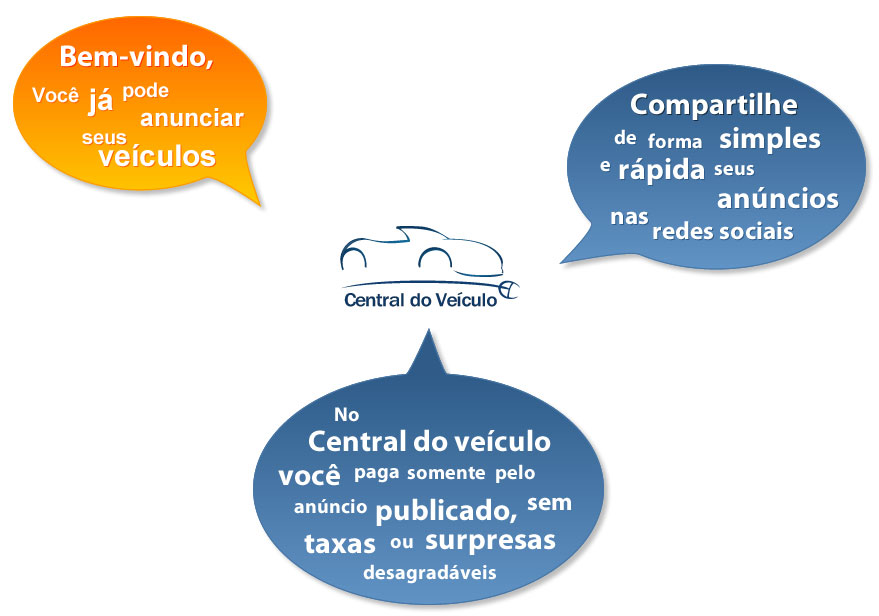 Bem-vindo,
Você já pode
anunciar
seus
veículos
Compartilhe
de forma simples
e rápida seus
anúncios
nas
redes sociais
Central do Veículo
No
Central do veículo
você paga somente pelo
anúncio publicado, sem
taxas ou surpresas
desagradáveis